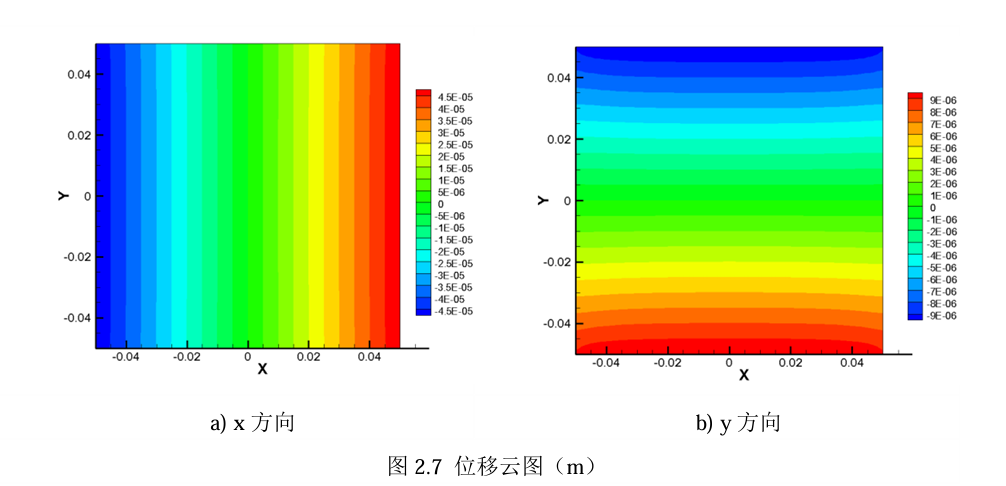 0.04
0.02
0
-0.02
-0.04
Y
-0.04
-0.02
0
0.02
0.04
X
4.5E-05
4E-05
3.5E-05
3E-05
2.5E-05
2E-05
1.5E-05
1E-05
5E-06
0
-5E-06
-1E-05
-1.5E-05
-2E-05
-2.5E-05
-3E-05
-3.5E-05
-4E-05
-4.5E-05
0.04
0.02
0
-0.02
-0.04
Y
-0.04
-0.02
0
0.02
0.04
X
9E-06
8E-06
7E-06
6E-06
5E-06
4E-06
3E-06
2E-06
1E-06
0
-1E-06
-2E-06
-3E-06
-4E-06
-5E-06
-6E-06
-7E-06
-8E-06
-9E-06
a) x 方向
b) y 方向
图 2.7 位移云图（m）